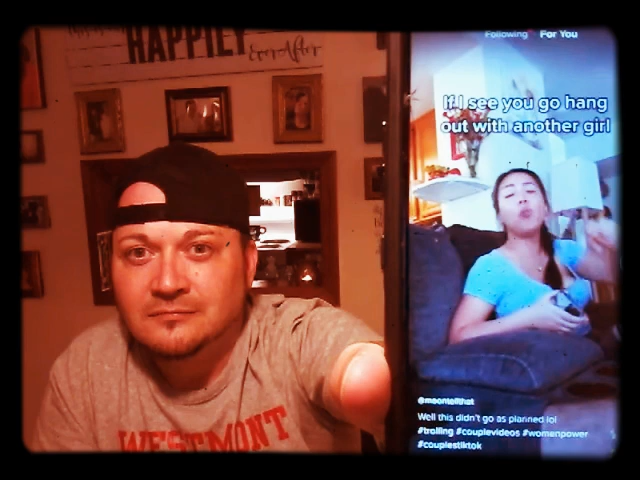 HAPPILY
Ever After
WESTMONT
Following For You
If I see you go hang
out with another girl
@meontellthat
Well this didn't go as planned lol
#trolling #couplevideos #womenpower
#couplestiktok